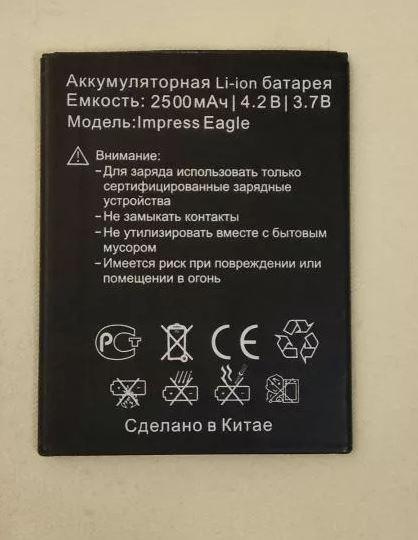 Аккумуляторная Li-ion батарея
Емкость: 2500мАч|4.2В|3.7В
Модель:Impress Eagle
Внимание:
–Для заряда использовать только
сертифицированные зарядные
устройства
–Не замыкать контакты
–Не утилизировать вместе с бытовым
мусором
–Имеется риск при повреждении или
помещении в огонь
РСТ CE
Сделано в Китае